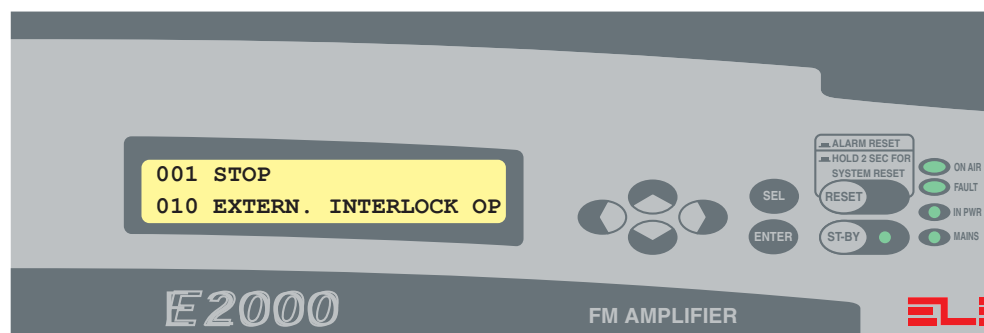 001 STOP
010 EXTERN. INTERLOCK OP
ALARM RESET
HOLD 2 SEC FOR
SYSTEM RESET
RESET
SEL
ENTER
ST-BY
ON AIR
FAULT
IN PWR
MAINS
E2000
FM AMPLIFIER